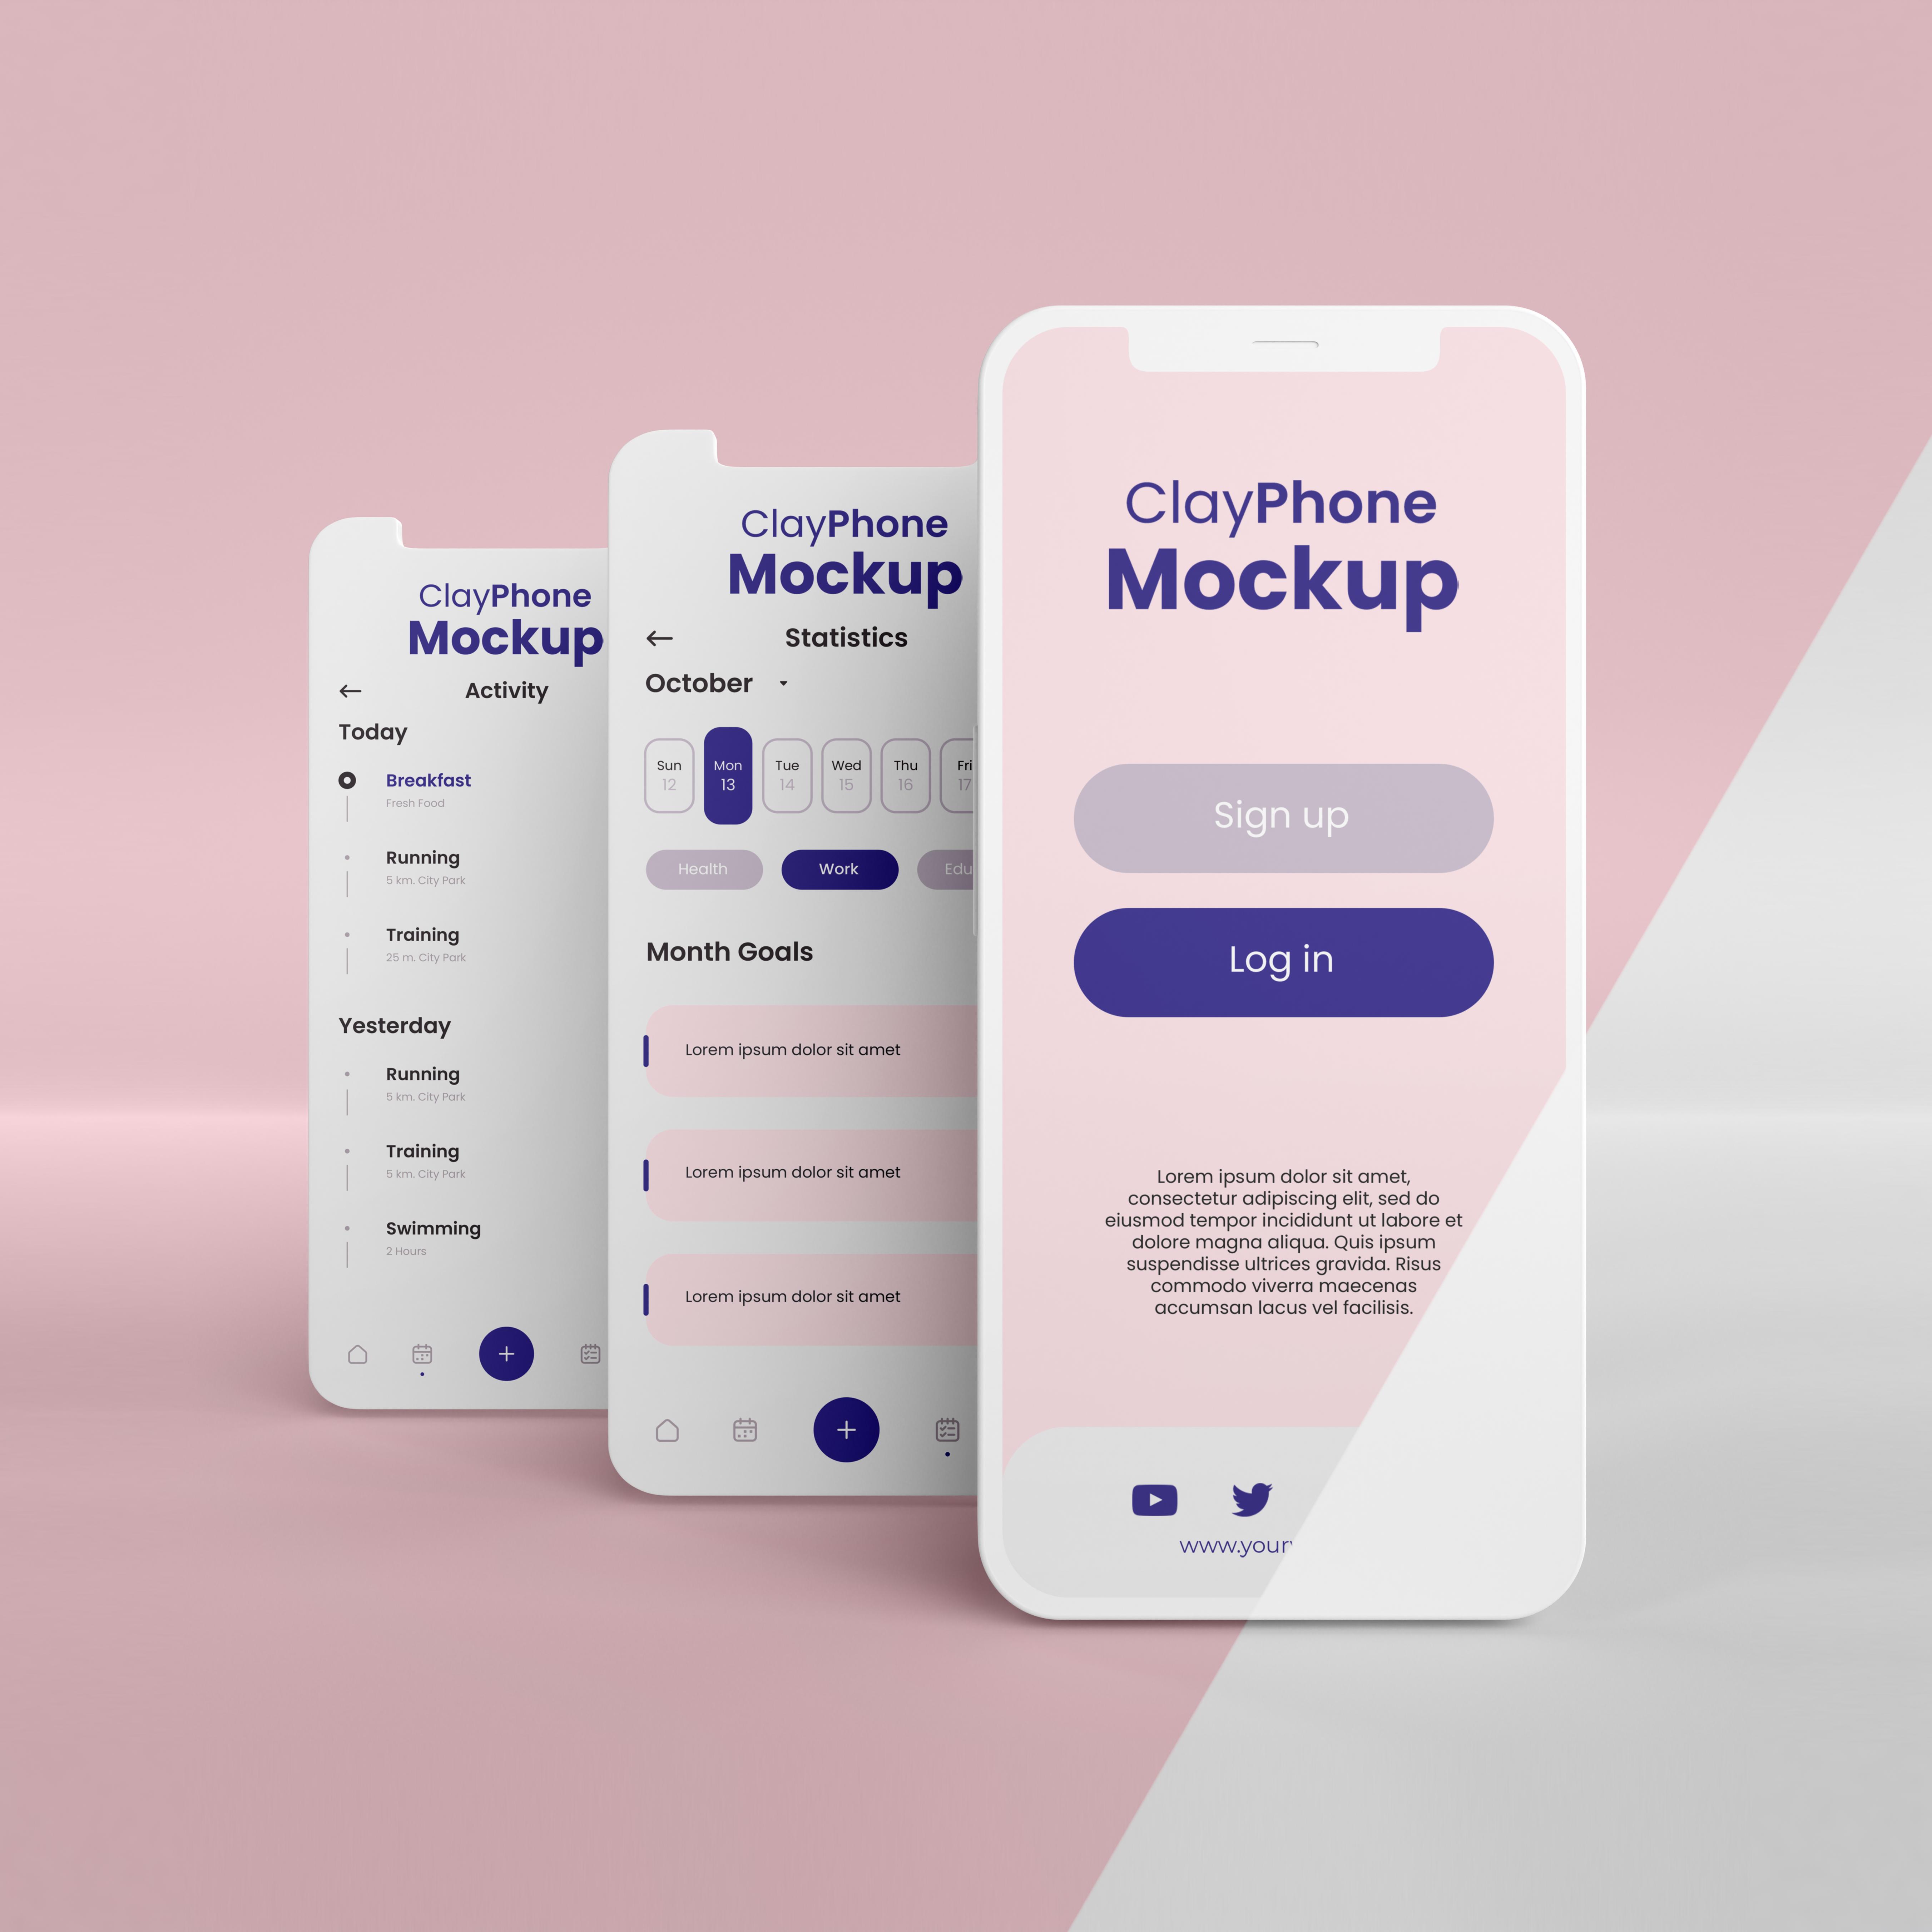 ClayPhone
Mockup
Activity
Today
Breakfast
Fresh Food
Running
5 km. City Park
Training
25 m. City Park
Yesterday
Running
5 km. City Park
Training
5 km. City Park
Swimming
2 Hours
ClayPhone
Mockup
Statistics
October
Sun Mon Tue Wed Thu Fri
12 13 14 15 16 17
Health Work Edu
Month Goals
Lorem ipsum dolor sit amet
Lorem ipsum dolor sit amet
Lorem ipsum dolor sit amet
ClayPhone
Mockup
Sign up
Log in
Lorem ipsum dolor sit amet,
consectetur adipiscing elit, sed do
eiusmod tempor incididunt ut labore et
dolore magna aliqua. Quis ipsum
suspendisse ultrices gravida. Risus
commodo viverra maecenas
accumsan lacus vel facilisis.
www.your